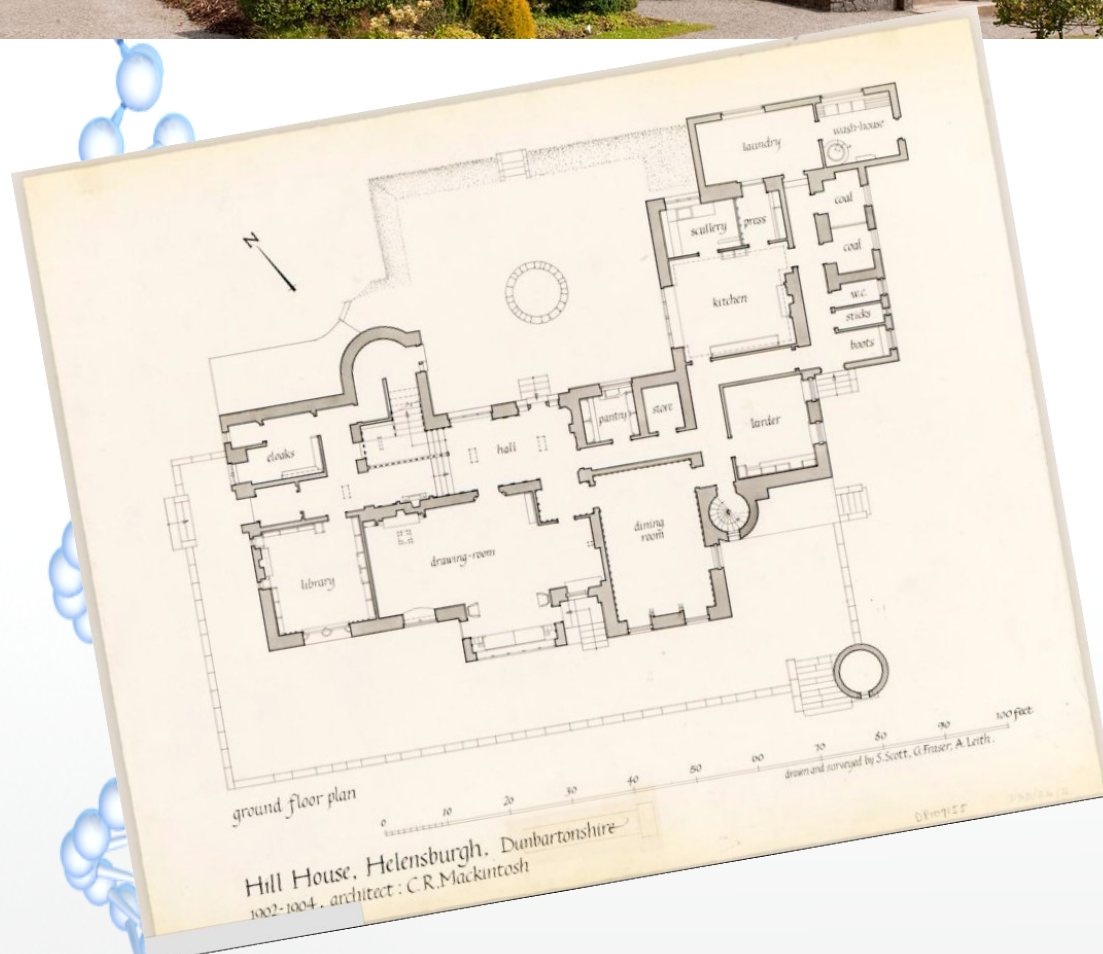 laundry
wash-house
coal
scullery
press
coal
N
kitchen
w.c.
sticks
boots
pantry
store
larder
hall
cloaks
dining
room
drawing-room
library
ground floor plan
0 10 20 30 40 50 60 70 80 90 100 feet
drawn and surveyed by S.Scott, G.Fraser, A.Leith.
Hill House, Helensburgh, Dunbartonshire
1902-1904, architect : C.R.Mackintosh
DP109155